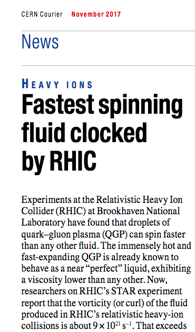 CERN Courier November 2017
News
HEAVY IONS
Fastest spinning
fluid clocked
by RHIC
Experiments at the Relativistic Heavy Ion
Collider (RHIC) at Brookhaven National
Laboratory have found that droplets of
quark–gluon plasma (QGP) can spin faster
than any other fluid. The immensely hot and
fast-expanding QGP is already known to
behave as a near “perfect” liquid, exhibiting
a viscosity lower than any other. Now,
researchers on RHIC’s STAR experiment
report that the vorticity (or curl) of the fluid
produced in RHIC’s relativistic heavy-ion
collisions is about 9 × 10²¹ s⁻¹. That exceeds